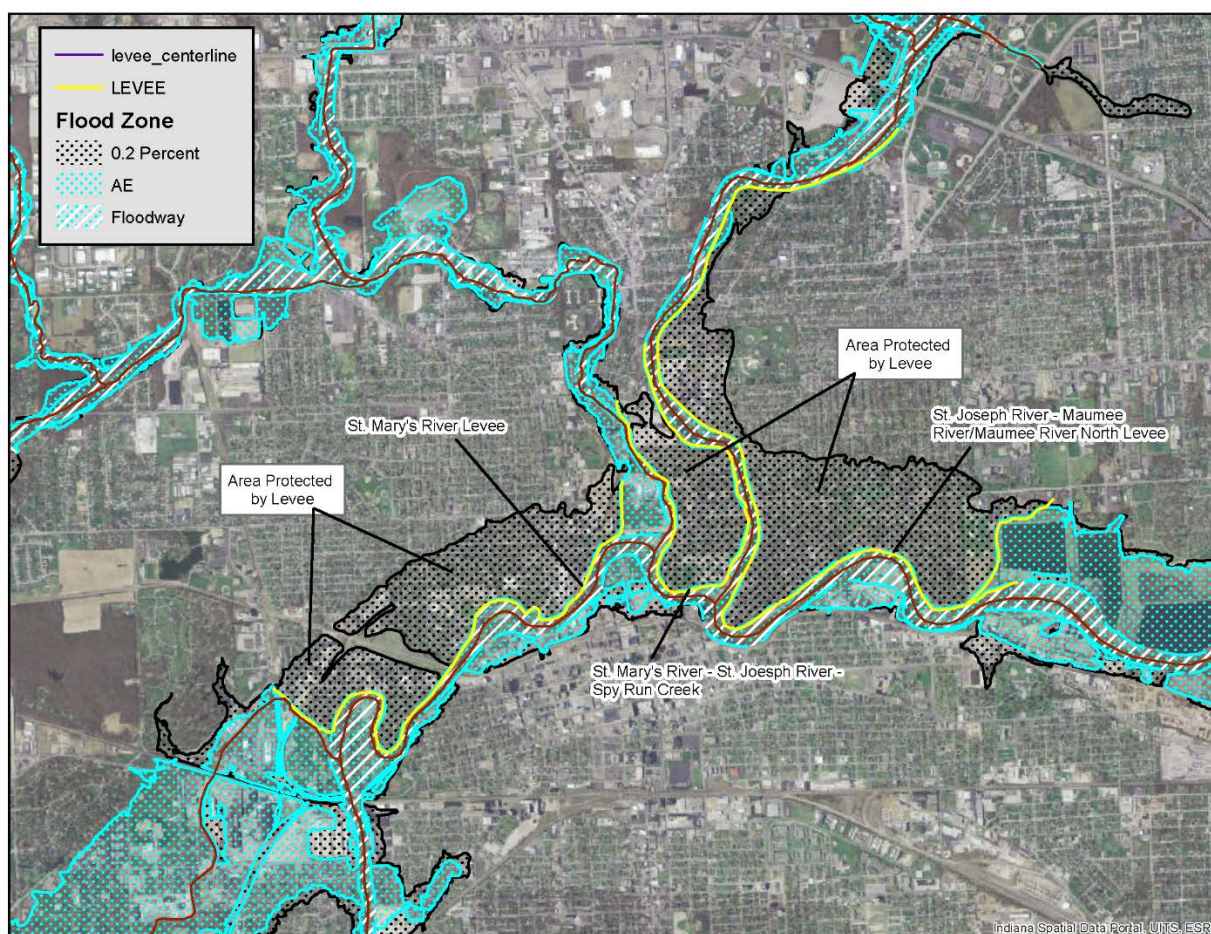 levee_centerline
LEVEE
Flood Zone
0.2 Percent
AE
Floodway
Area Protected
by Levee
St. Joseph River - Maumee
River/Maumee River North Levee
St. Mary's River Levee
Area Protected
by Levee
St. Mary's River - St. Joesph River -
Spy Run Creek
Indiana Spatial Data Portal, UITS, ESR